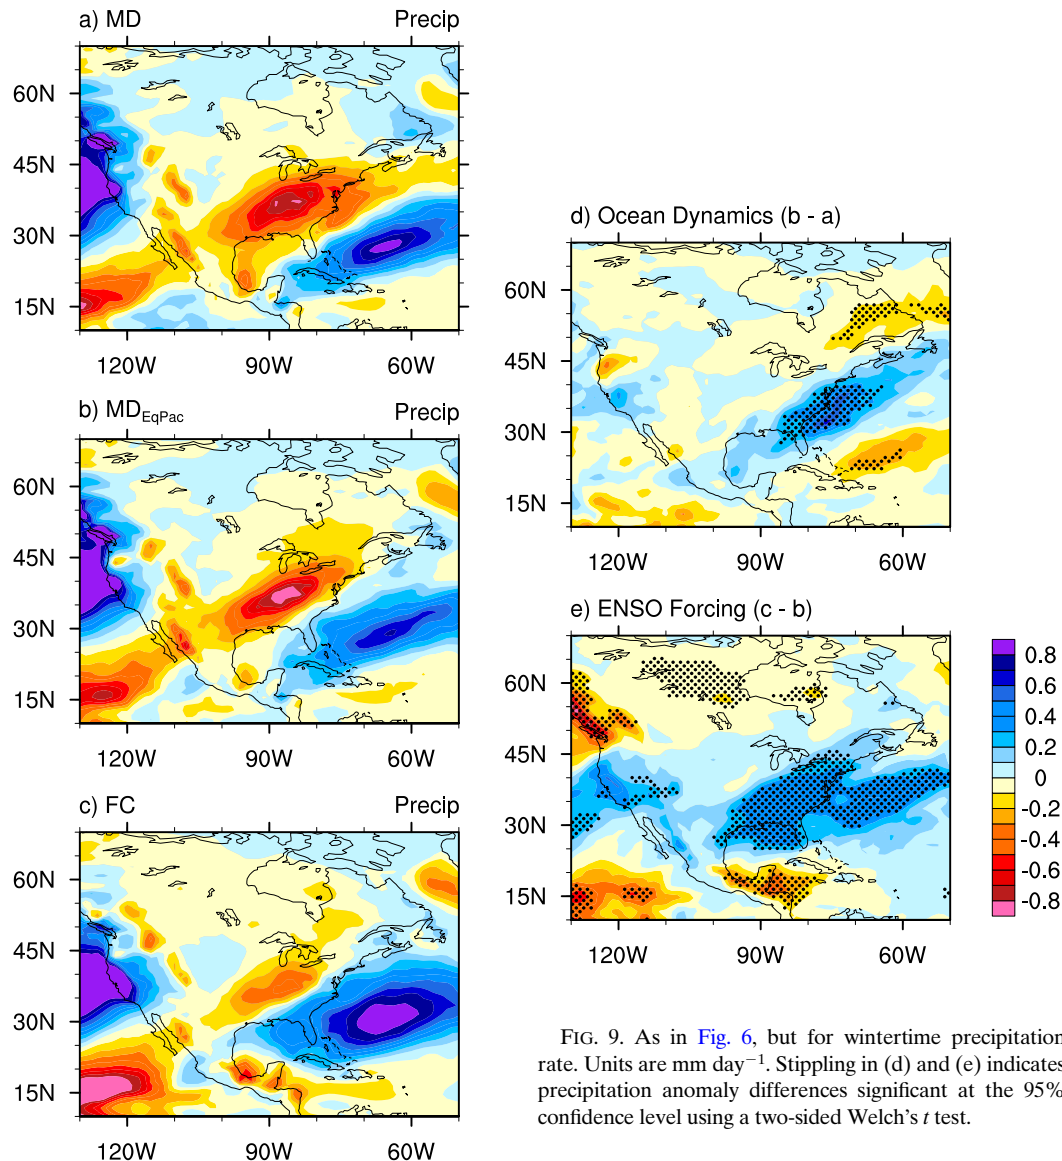 a) MD Precip
60N
45N
30N
15N
120W 90W 60W
b) MD_EqPac Precip
60N
45N
30N
15N
120W 90W 60W
c) FC Precip
60N
45N
30N
15N
120W 90W 60W
d) Ocean Dynamics (b - a)
60N
45N
30N
15N
120W 90W 60W
e) ENSO Forcing (c - b)
60N
45N
30N
15N
120W 90W 60W
0.8
0.6
0.4
0.2
0
-0.2
-0.4
-0.6
-0.8
FIG. 9. As in Fig. 6, but for wintertime precipitation
rate. Units are mm day⁻¹. Stippling in (d) and (e) indicates
precipitation anomaly differences significant at the 95%
confidence level using a two-sided Welch's t test.